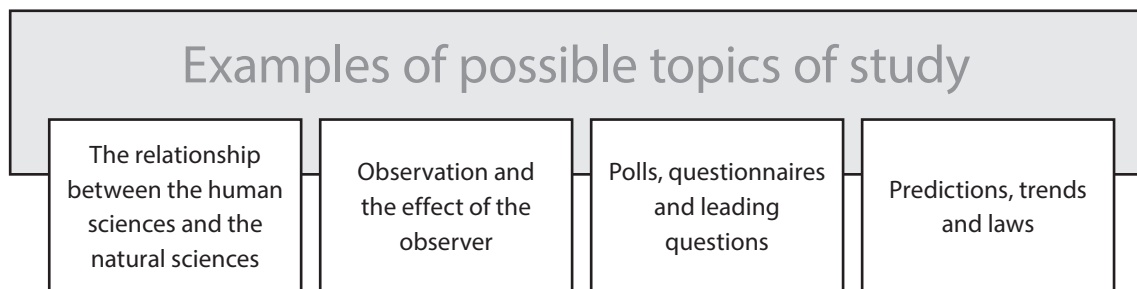 Examples of possible topics of study
The relationship
between the human
sciences and the
natural sciences
Observation and
the effect of the
observer
Polls, questionnaires
and leading
questions
Predictions, trends
and laws